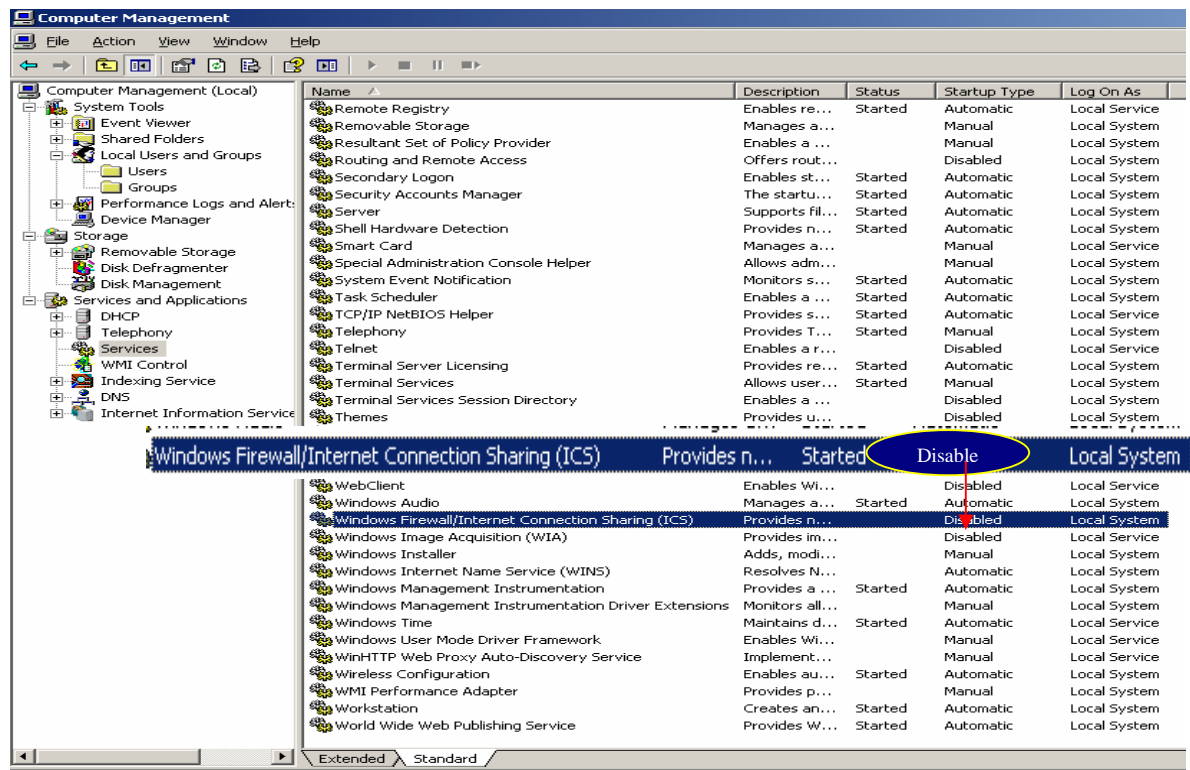 Computer Management
File Action View Window Help
Computer Management (Local)
System Tools
Event Viewer
Shared Folders
Local Users and Groups
Users
Groups
Performance Logs and Alert
Device Manager
Storage
Removable Storage
Disk Defragmenter
Disk Management
Services and Applications
DHCP
Telephony
Services
WMI Control
Indexing Service
DNS
Internet Information Service
Name Description Status Startup Type Log On As
Remote Registry Enables re... Started Automatic Local Service
Removable Storage Manages a... Manual Local System
Resultant Set of Policy Provider Enables a ... Manual Local System
Routing and Remote Access Offers rout... Disabled Local System
Secondary Logon Enables st... Started Automatic Local System
Security Accounts Manager The startu... Started Automatic Local System
Server Supports fil... Started Automatic Local System
Shell Hardware Detection Provides n... Started Automatic Local System
Smart Card Manages a... Manual Local Service
Special Administration Console Helper Allows adm... Manual Local System
System Event Notification Monitors s... Started Automatic Local System
Task Scheduler Enables a ... Started Automatic Local System
TCP/IP NetBIOS Helper Provides s... Started Automatic Local Service
Telephony Provides T... Started Manual Local System
Telnet Enables a r... Disabled Local Service
Terminal Server Licensing Provides re... Started Automatic Local System
Terminal Services Allows user... Started Manual Local System
Terminal Services Session Directory Enables a ... Disabled Local System
Themes Provides u... Disabled Local System
Windows Firewall/Internet Connection Sharing (ICS) Provides n... Started Disable Local System
WebClient Enables Wi... Disabled Local Service
Windows Audio Manages a... Started Automatic Local System
Windows Firewall/Internet Connection Sharing (ICS) Provides n... Disabled Local System
Windows Image Acquisition (WIA) Provides im... Disabled Local Service
Windows Installer Adds, modi... Manual Local System
Windows Internet Name Service (WINS) Resolves N... Automatic Local System
Windows Management Instrumentation Provides a ... Started Automatic Local System
Windows Management Instrumentation Driver Extensions Monitors all... Manual Local System
Windows Time Maintains d... Started Automatic Local Service
Windows User Mode Driver Framework Enables Wi... Manual Local Service
WinHTTP Web Proxy Auto-Discovery Service Implement... Manual Local Service
Wireless Configuration Enables au... Started Automatic Local System
WMI Performance Adapter Provides p... Manual Local System
Workstation Creates an... Started Automatic Local System
World Wide Web Publishing Service Provides W... Started Automatic Local System
Extended Standard